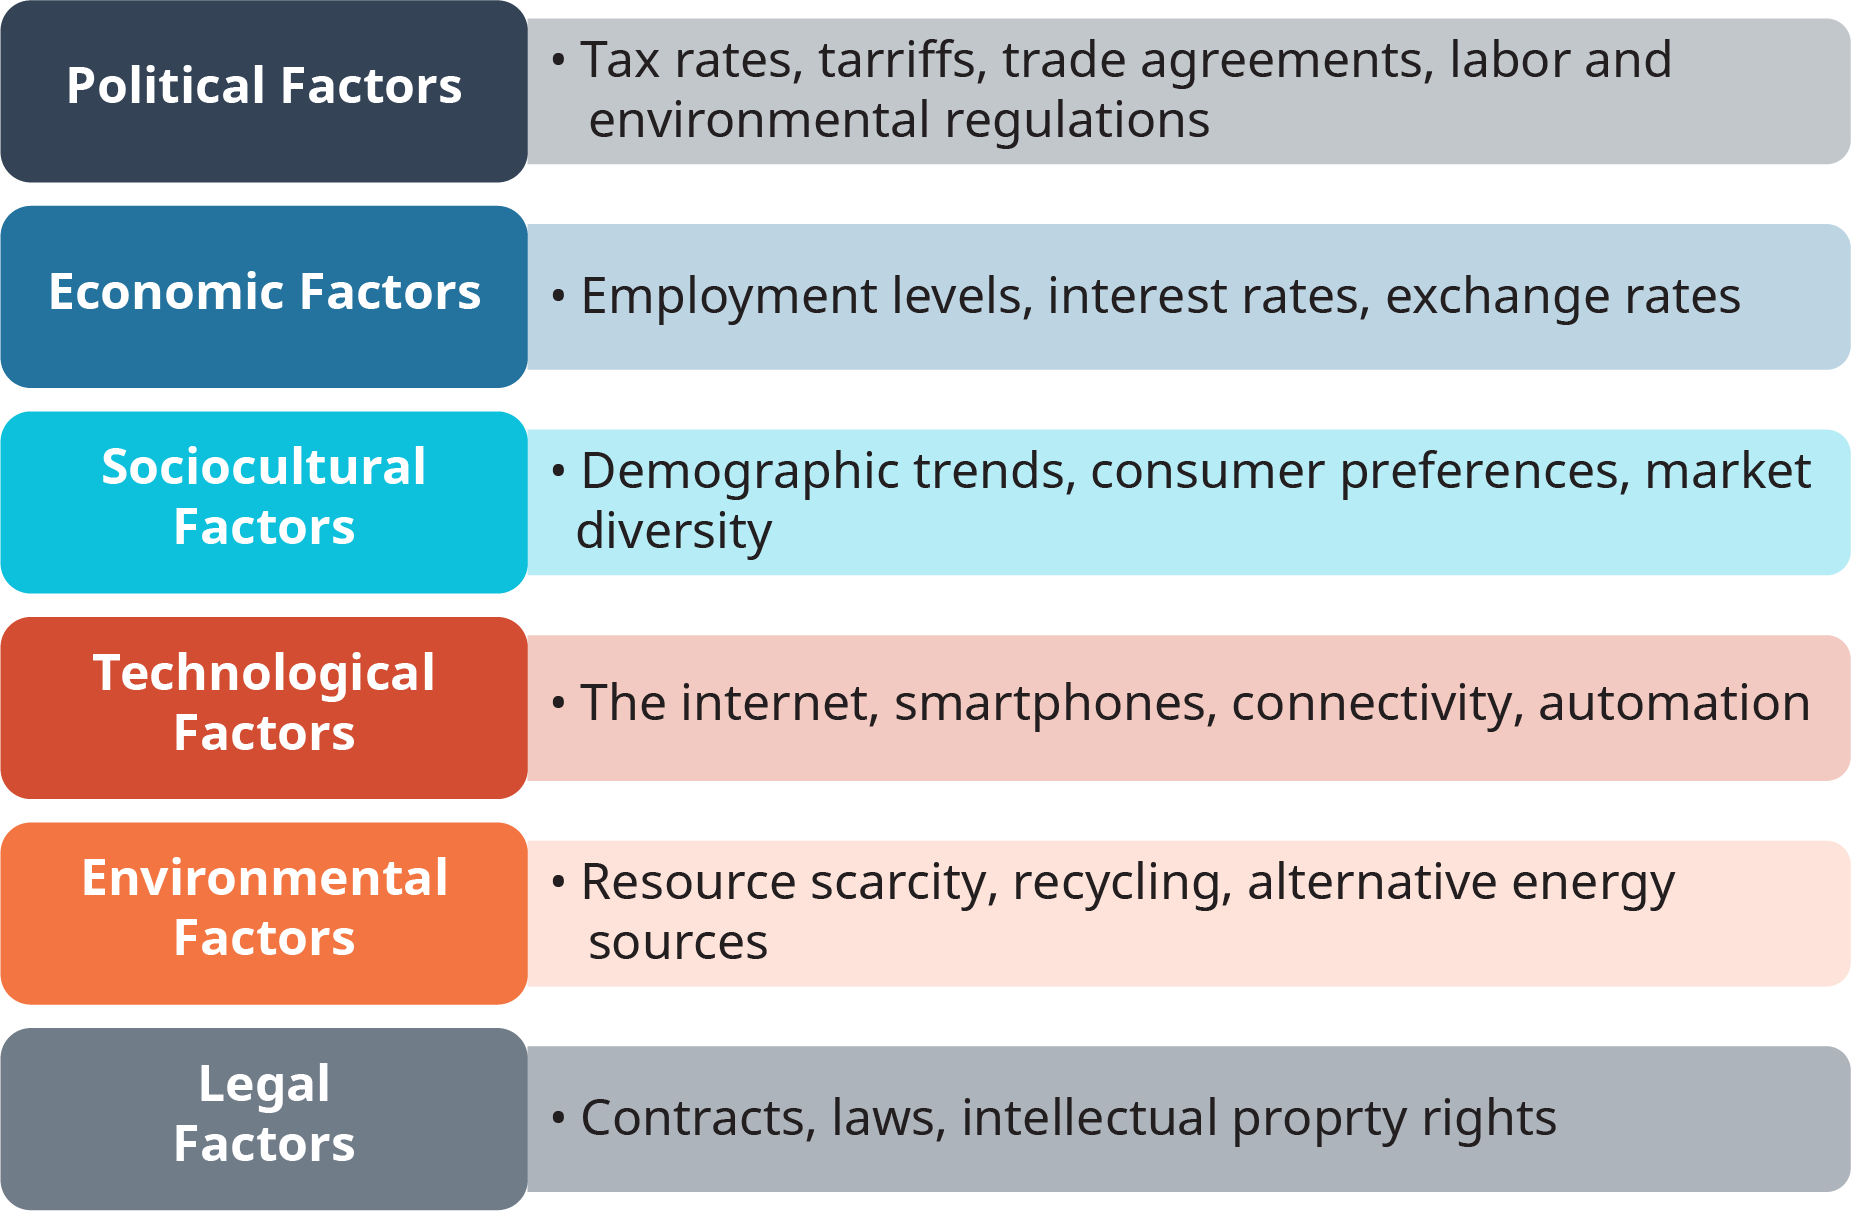 Political Factors
• Tax rates, tarriffs, trade agreements, labor and
environmental regulations
Economic Factors
• Employment levels, interest rates, exchange rates
Sociocultural
Factors
• Demographic trends, consumer preferences, market
diversity
Technological
Factors
• The internet, smartphones, connectivity, automation
Environmental
Factors
• Resource scarcity, recycling, alternative energy
sources
Legal
Factors
• Contracts, laws, intellectual proprty rights